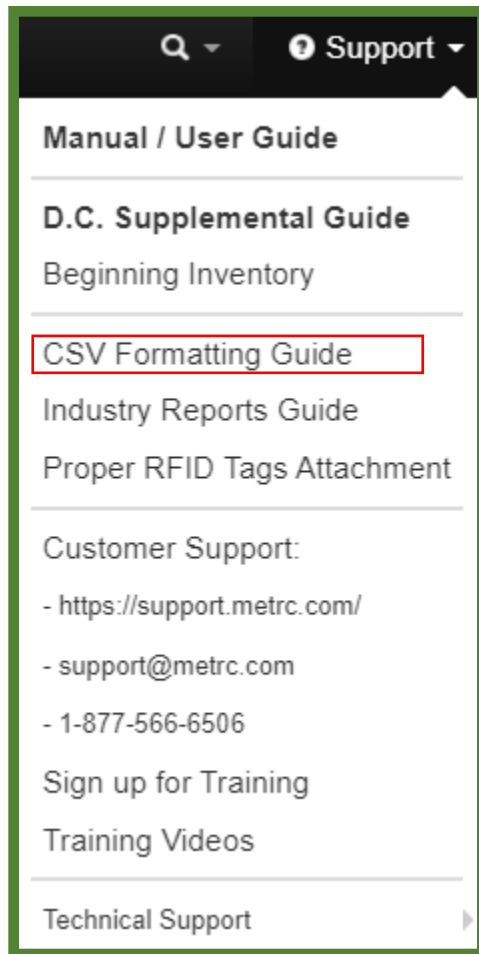 Support
Manual / User Guide
D.C. Supplemental Guide
Beginning Inventory
CSV Formatting Guide
Industry Reports Guide
Proper RFID Tags Attachment
Customer Support:
- https://support.metrc.com/
- support@metrc.com
- 1-877-566-6506
Sign up for Training
Training Videos
Technical Support